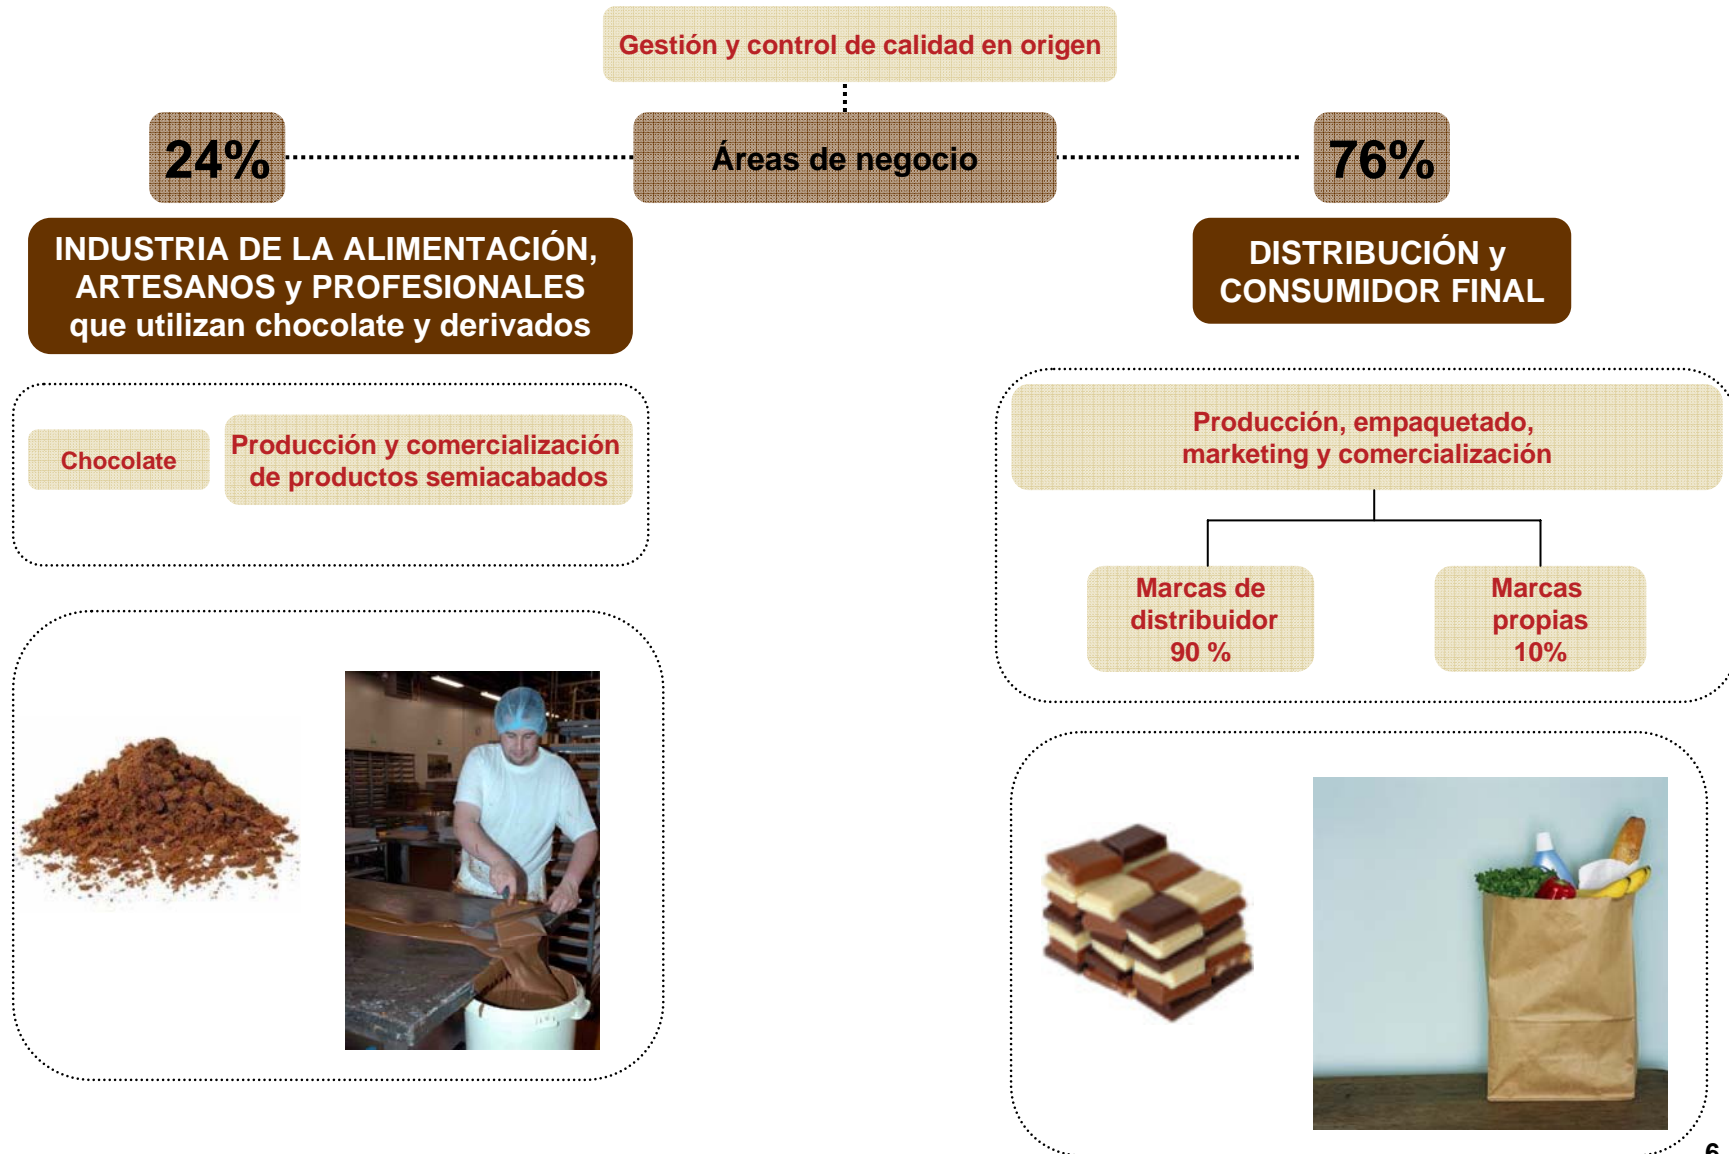 Gestión y control de calidad en origen
24%
Áreas de negocio
76%
INDUSTRIA DE LA ALIMENTACIÓN,
ARTESANOS y PROFESIONALES
que utilizan chocolate y derivados
DISTRIBUCIÓN y
CONSUMIDOR FINAL
Chocolate
Producción y comercialización
de productos semiacabados
Producción, empaquetado,
marketing y comercialización
Marcas de
distribuidor
90 %
Marcas
propias
10%
6